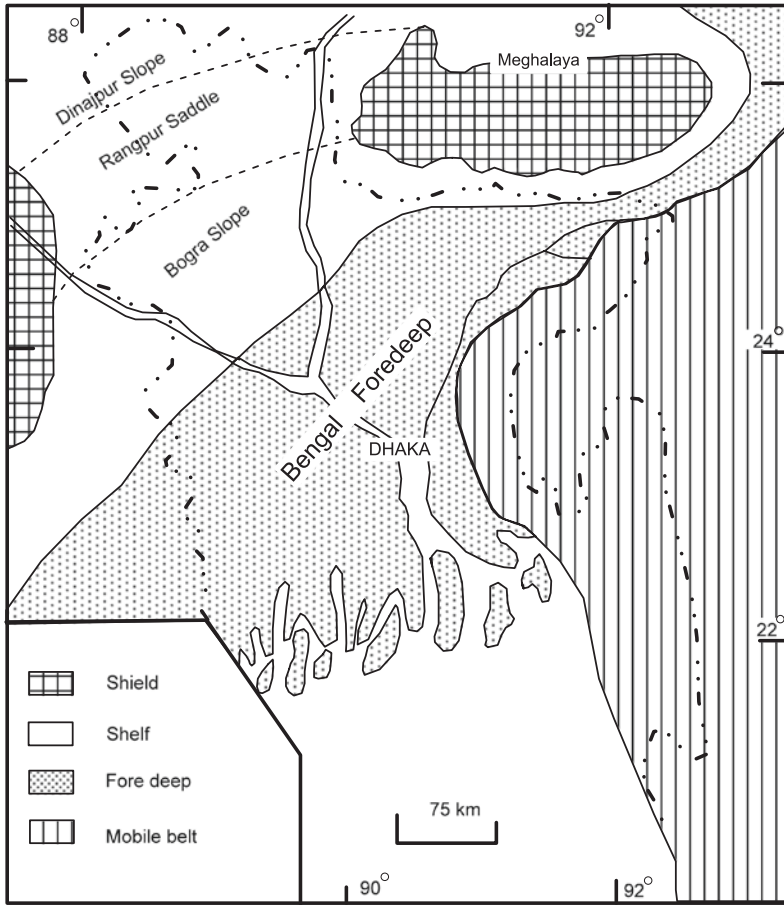 88°
92°
Meghalaya
Dinajpur Slope
Rangpur Saddle
Bogra Slope
24°
Bengal Foredeep
DHAKA
22°
Shield
Shelf
Fore deep
Mobile belt
75 km
90°
92°